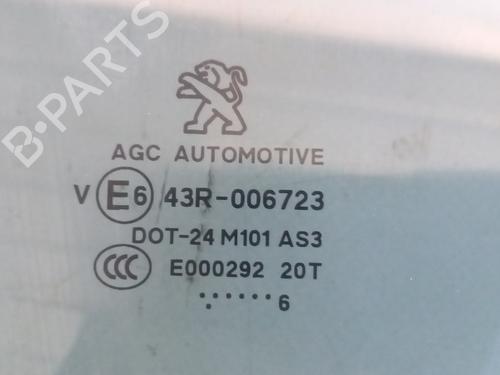 B-PARTS
AGC AUTOMOTIVE
V E6 43R-006723
DOT-24 M101 AS3
CCC E000292 20T
.......6